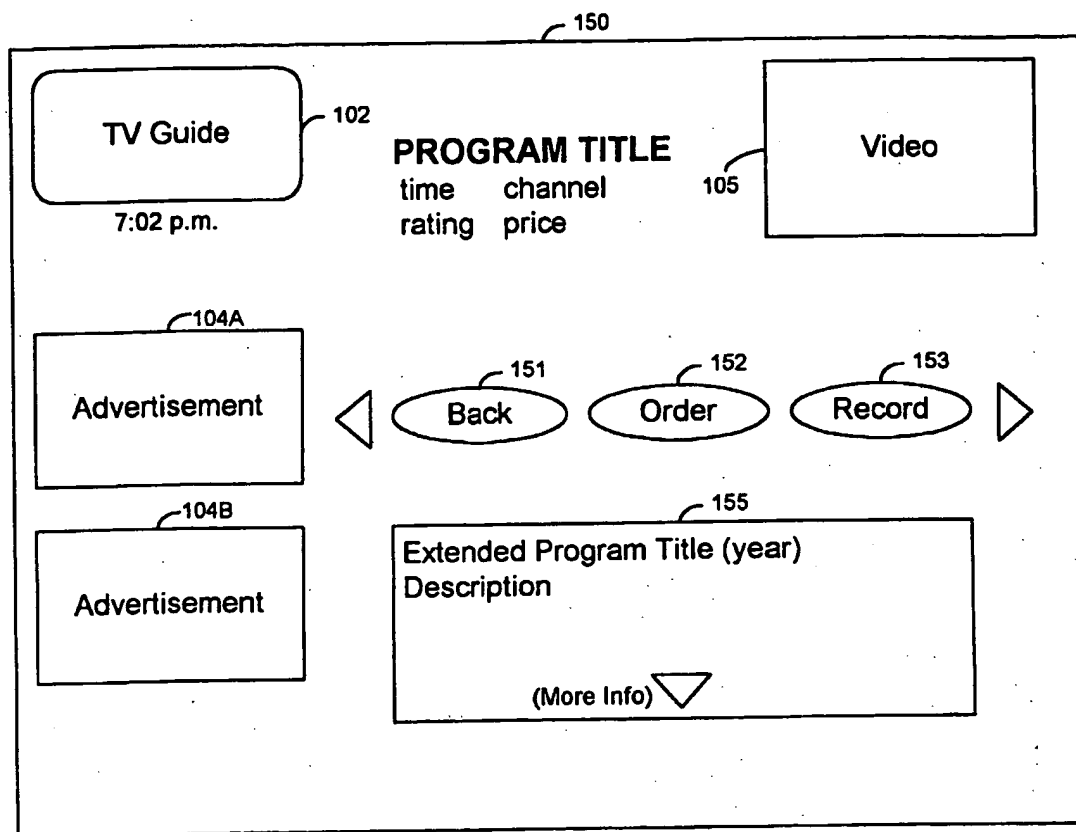 150
TV Guide
102
7:02 p.m.
PROGRAM TITLE
time channel
rating price
105
Video
104A
Advertisement
151
Back
152
Order
153
Record
104B
Advertisement
155
Extended Program Title (year)
Description
(More Info)